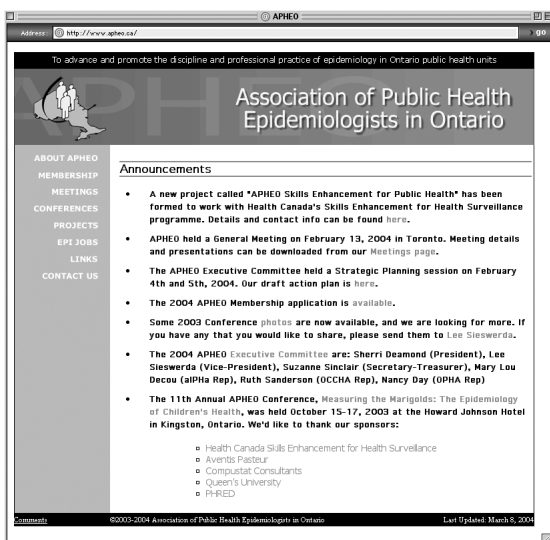 APHEO
Address: http://www.apheo.ca/
go
To advance and promote the discipline and professional practice of epidemiology in Ontario public health units
APHEO
Association of Public Health
Epidemiologists in Ontario
ABOUT APHEO
MEMBERSHIP
MEETINGS
CONFERENCES
PROJECTS
EPI JOBS
LINKS
CONTACT US
Announcements
• A new project called "APHEO Skills Enhancement for Public Health" has been
formed to work with Health Canada's Skills Enhancement for Health Surveillance
programme. Details and contact info can be found here.
• APHEO held a General Meeting on February 13, 2004 in Toronto. Meeting details
and presentations can be downloaded from our Meetings page.
• The APHEO Executive Committee held a Strategic Planning session on February
4th and 5th, 2004. Our draft action plan is here.
• The 2004 APHEO Membership application is available.
• Some 2003 Conference photos are now available, and we are looking for more. If
you have any that you would like to share, please send them to Lee Sieswerda.
• The 2004 APHEO Executive Committee are: Sherri Deamond (President), Lee
Sieswerda (Vice-President), Suzanne Sinclair (Secretary-Treasurer), Mary Lou
Decou (alPHa Rep), Ruth Sanderson (OCCHA Rep), Nancy Day (OPHA Rep)
• The 11th Annual APHEO Conference, Measuring the Marigolds: The Epidemiology
of Children's Health, was held October 15-17, 2003 at the Howard Johnson Hotel
in Kingston, Ontario. We'd like to thank our sponsors:
Health Canada Skills Enhancement for Health Surveillance
Aventis Pasteur
Compustat Consultants
Queen's University
PHRED
Comments
©2003-2004 Association of Public Health Epidemiologists in Ontario
Last Updated: March 8, 2004